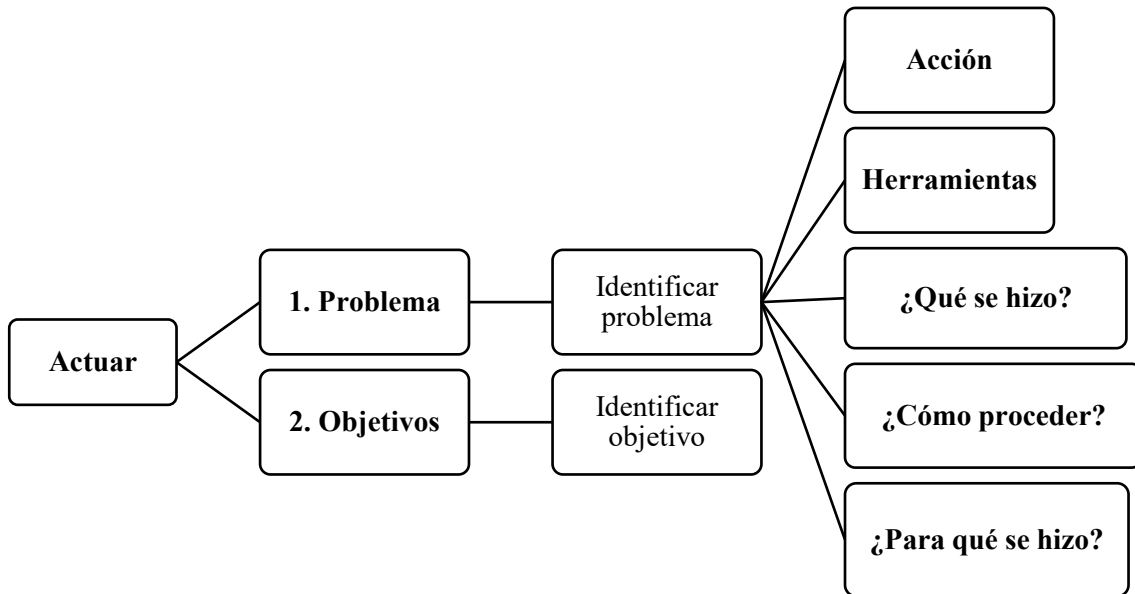 Actuar
1. Problema
2. Objetivos
Identificar
problema
Identificar
objetivo
Acción
Herramientas
¿Qué se hizo?
¿Cómo proceder?
¿Para qué se hizo?